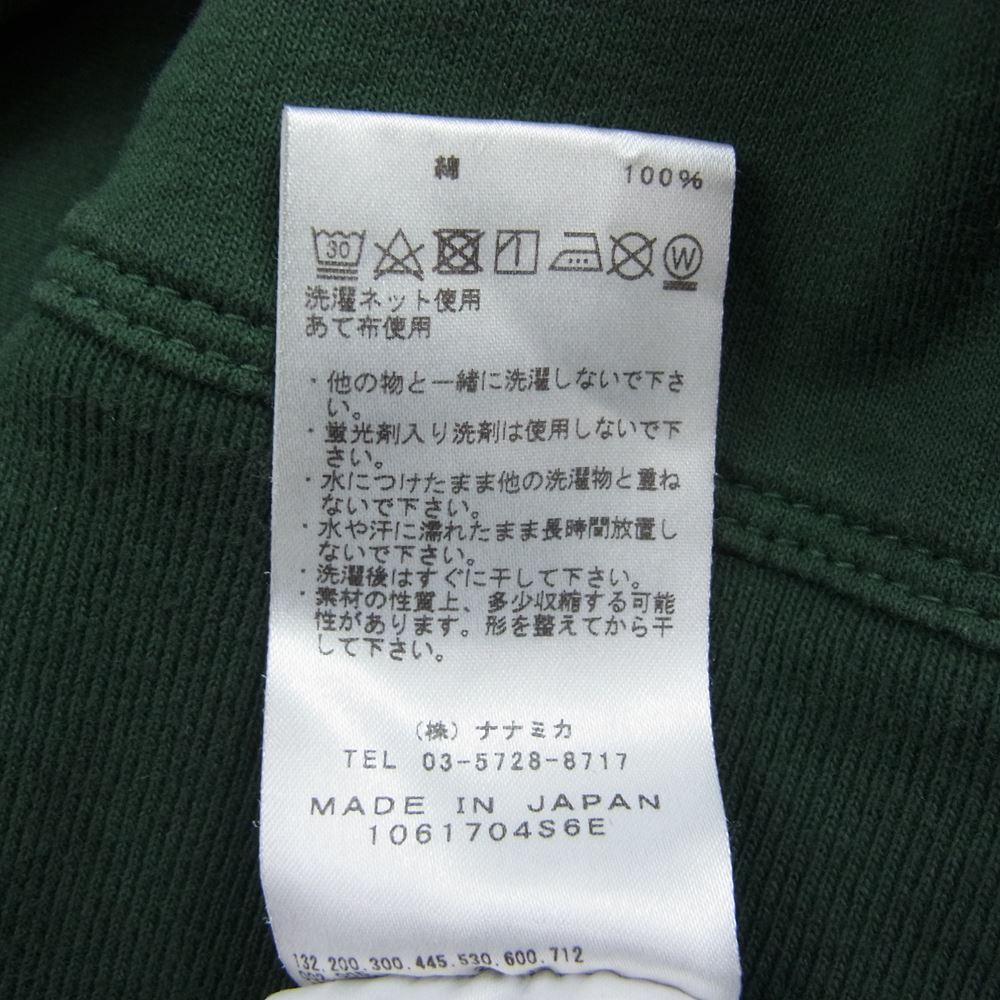 綿 100%
30 W
洗濯ネット使用
あて布使用
・他の物と一緒に洗濯しないで下さ
い。
・蛍光剤入り洗剤は使用しないで下
さい。
・水につけたまま他の洗濯物と重ね
ないで下さい。
・水や汗に濡れたまま長時間放置し
ないで下さい。
・洗濯後はすぐに干して下さい。
・素材の性質上、多少収縮する可能
性があります。形を整えてから干
して下さい。
(株) ナナミカ
TEL 03-5728-8717
MADE IN JAPAN
1061704S6E
132.200.300.445.530.600.712